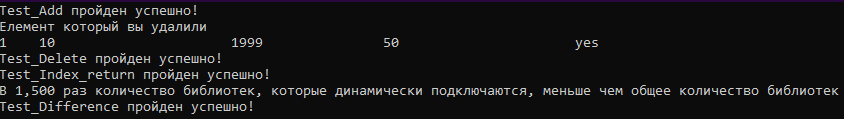 Test_Add пройден успешно!
Елемент который вы удалили
1 10 1999 50 yes
Test_Delete пройден успешно!
Test_Index_return пройден успешно!
В 1,500 раз количество библиотек, которые динамически подключаются, меньше чем общее количество библиотек
Test_Difference пройден успешно!